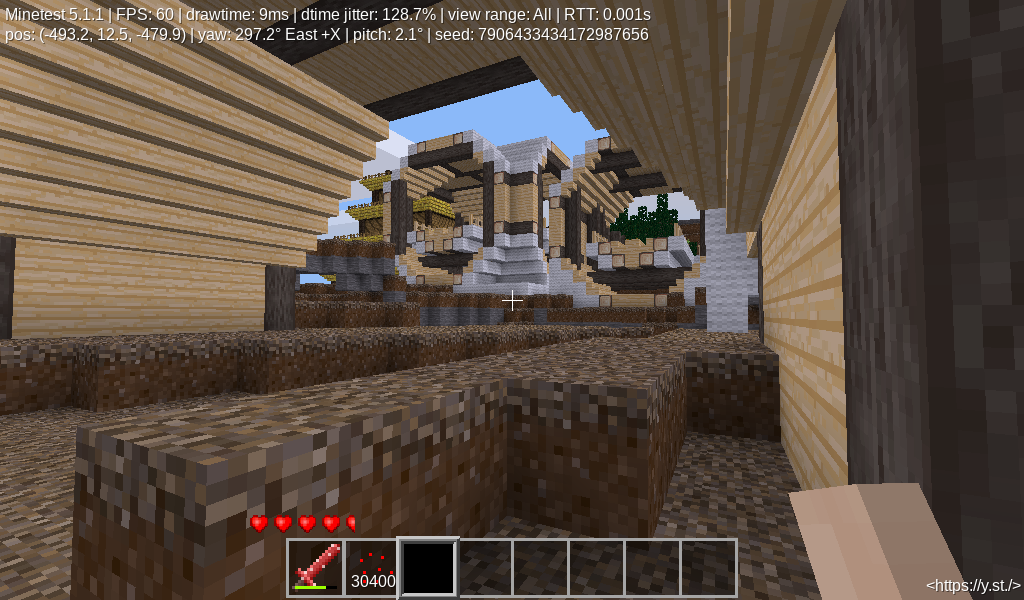 Minetest 5.1.1 | FPS: 60 | drawtime: 9ms | dtime jitter: 128.7% | view range: All | RTT: 0.001s
pos: (-493.2, 12.5, -479.9) | yaw: 297.2° East +X | pitch: 2.1° | seed: 7906433434172987656
30400
<https://y.st./>